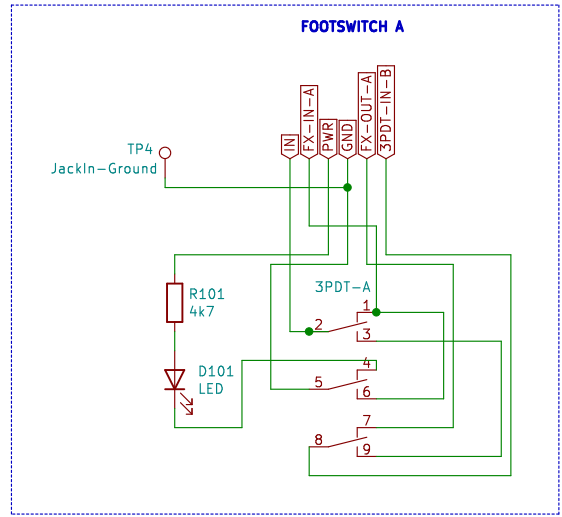 FOOTSWITCH A
IN
FX-IN-A
PWR
GND
FX-OUT-A
3PDT-IN-B
TP4
JackIn-Ground
3PDT-A
R101
4k7
1
2
3
D101
LED
4
5
6
7
8
9